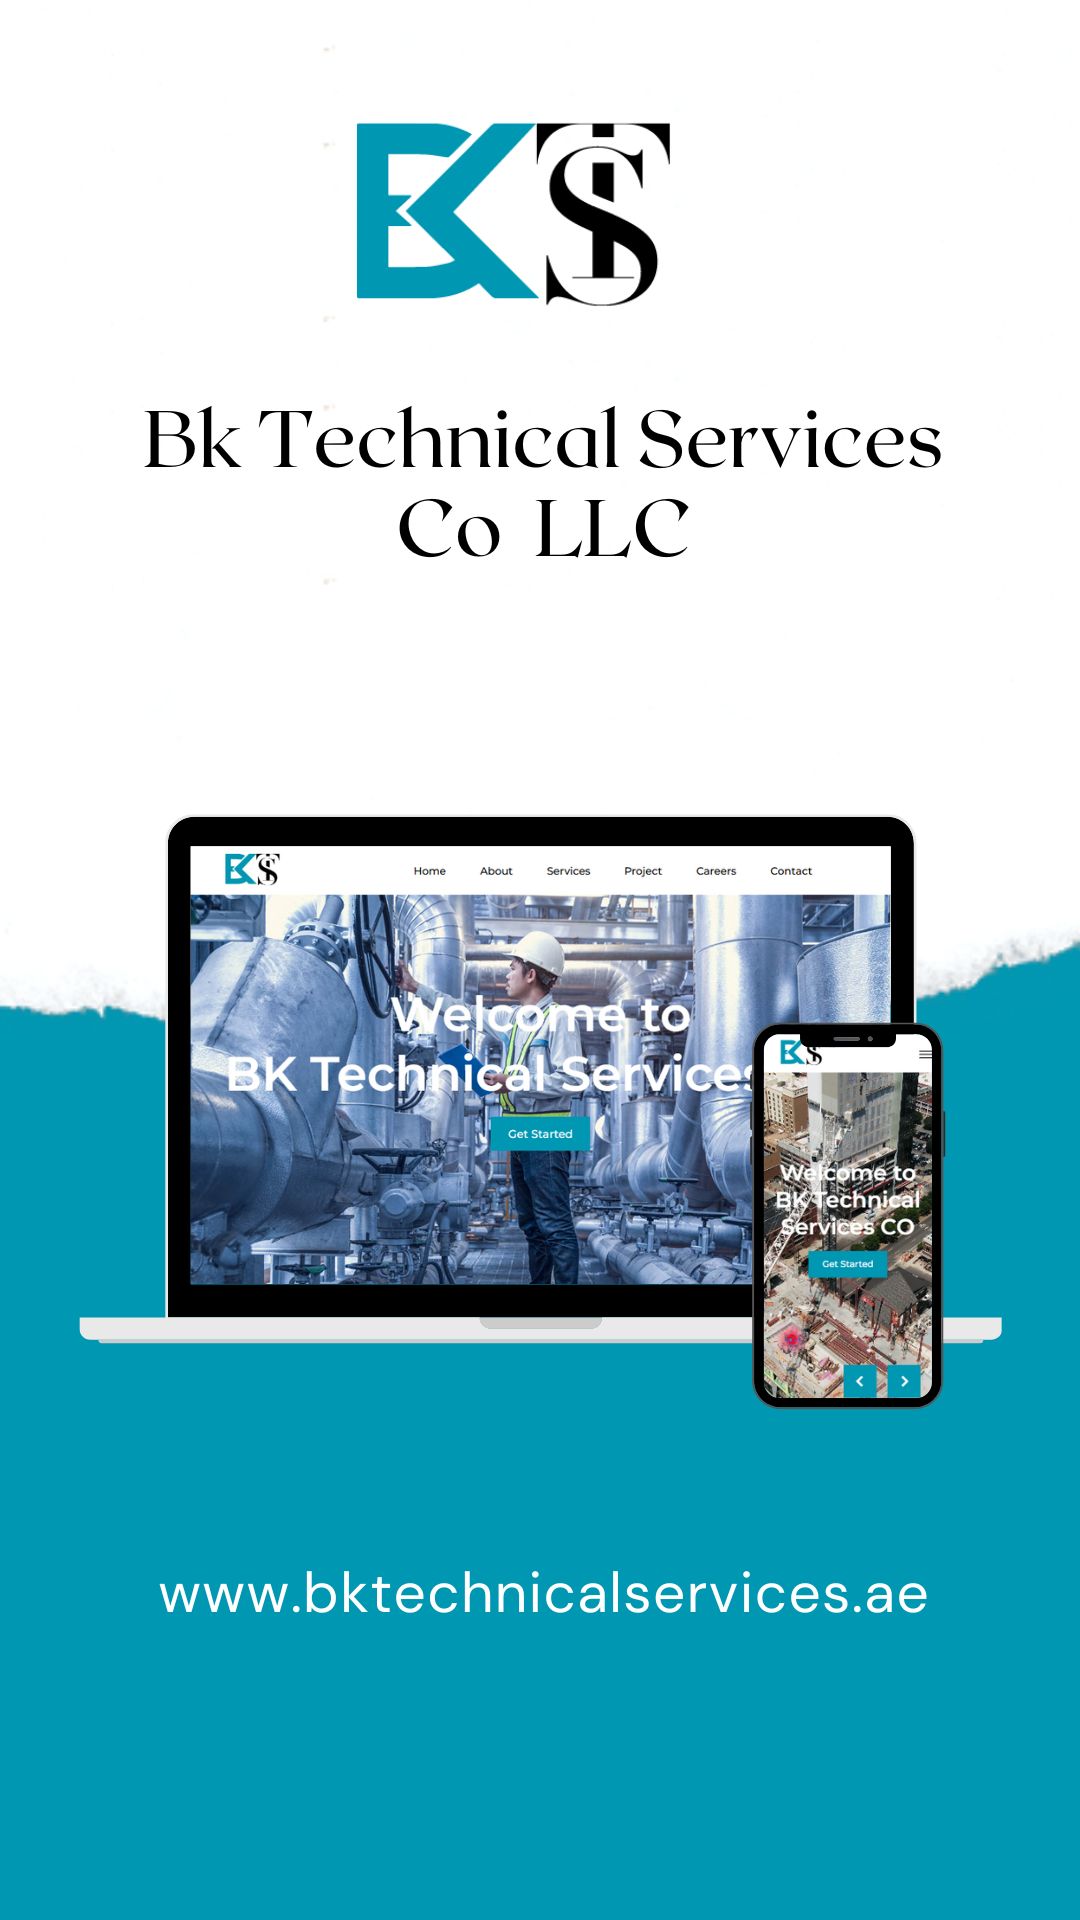 BKTS
Bk Technical Services
Co LLC
BKTS
Home About Services Project Careers Contact
Welcome to
BK Technical Services
Get Started
BKTS
Welcome to
BK Technical
Services CO
Get Started
www.bktechnicalservices.ae